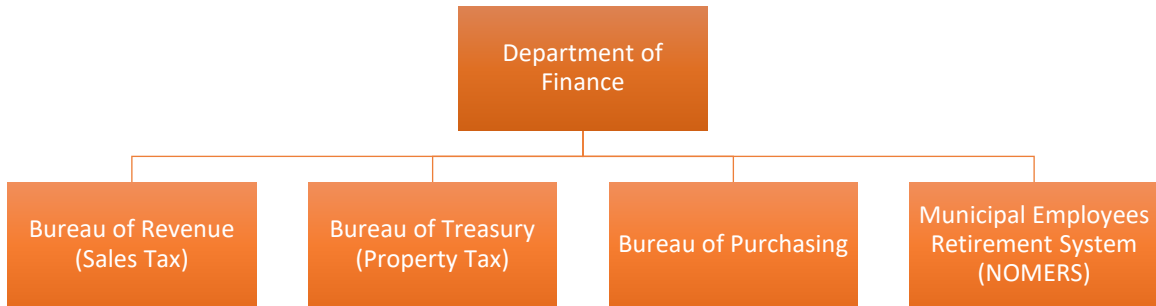 Department of
Finance
Bureau of Revenue
(Sales Tax)
Bureau of Treasury
(Property Tax)
Bureau of Purchasing
Municipal Employees
Retirement System
(NOMERS)